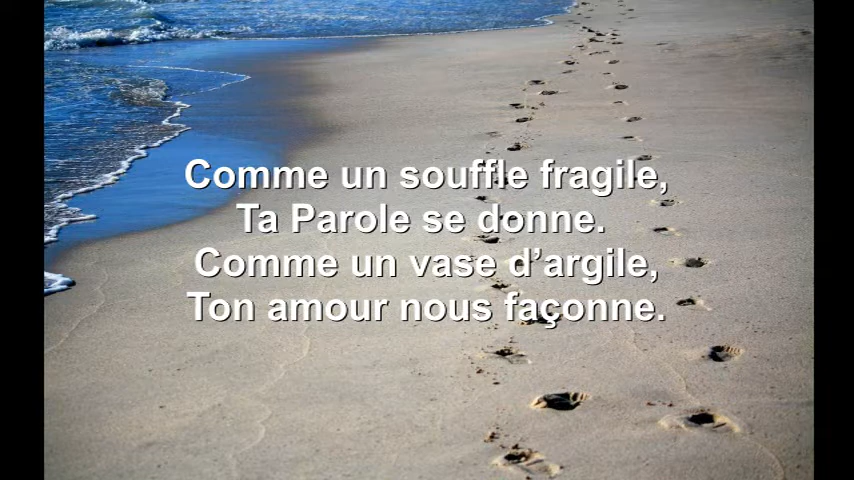 Comme un souffle fragile,
Ta Parole se donne.
Comme un vase d’argile,
Ton amour nous façonne.